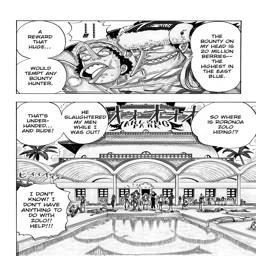 THE BOUNTY
ON MY HEAD IS
20 MILLION
BERRIES--
THE
HIGHEST IN
THE EAST
BLUE.
A
REWARD
THAT
HUGE...
WOULD
TEMPT ANY
BOUNTY
HUNTER.
SO WHERE
IS RORONOA
ZOLO
HIDING??
HE
SLAUGHTERED
MY MEN
WHILE I
WAS OUT!
THAT'S
UNDER-
HANDED...
AND RUDE!
I DON'T
KNOW! I
DON'T HAVE
ANYTHING
TO DO
WITH
ZOLO!!
HELP!!!